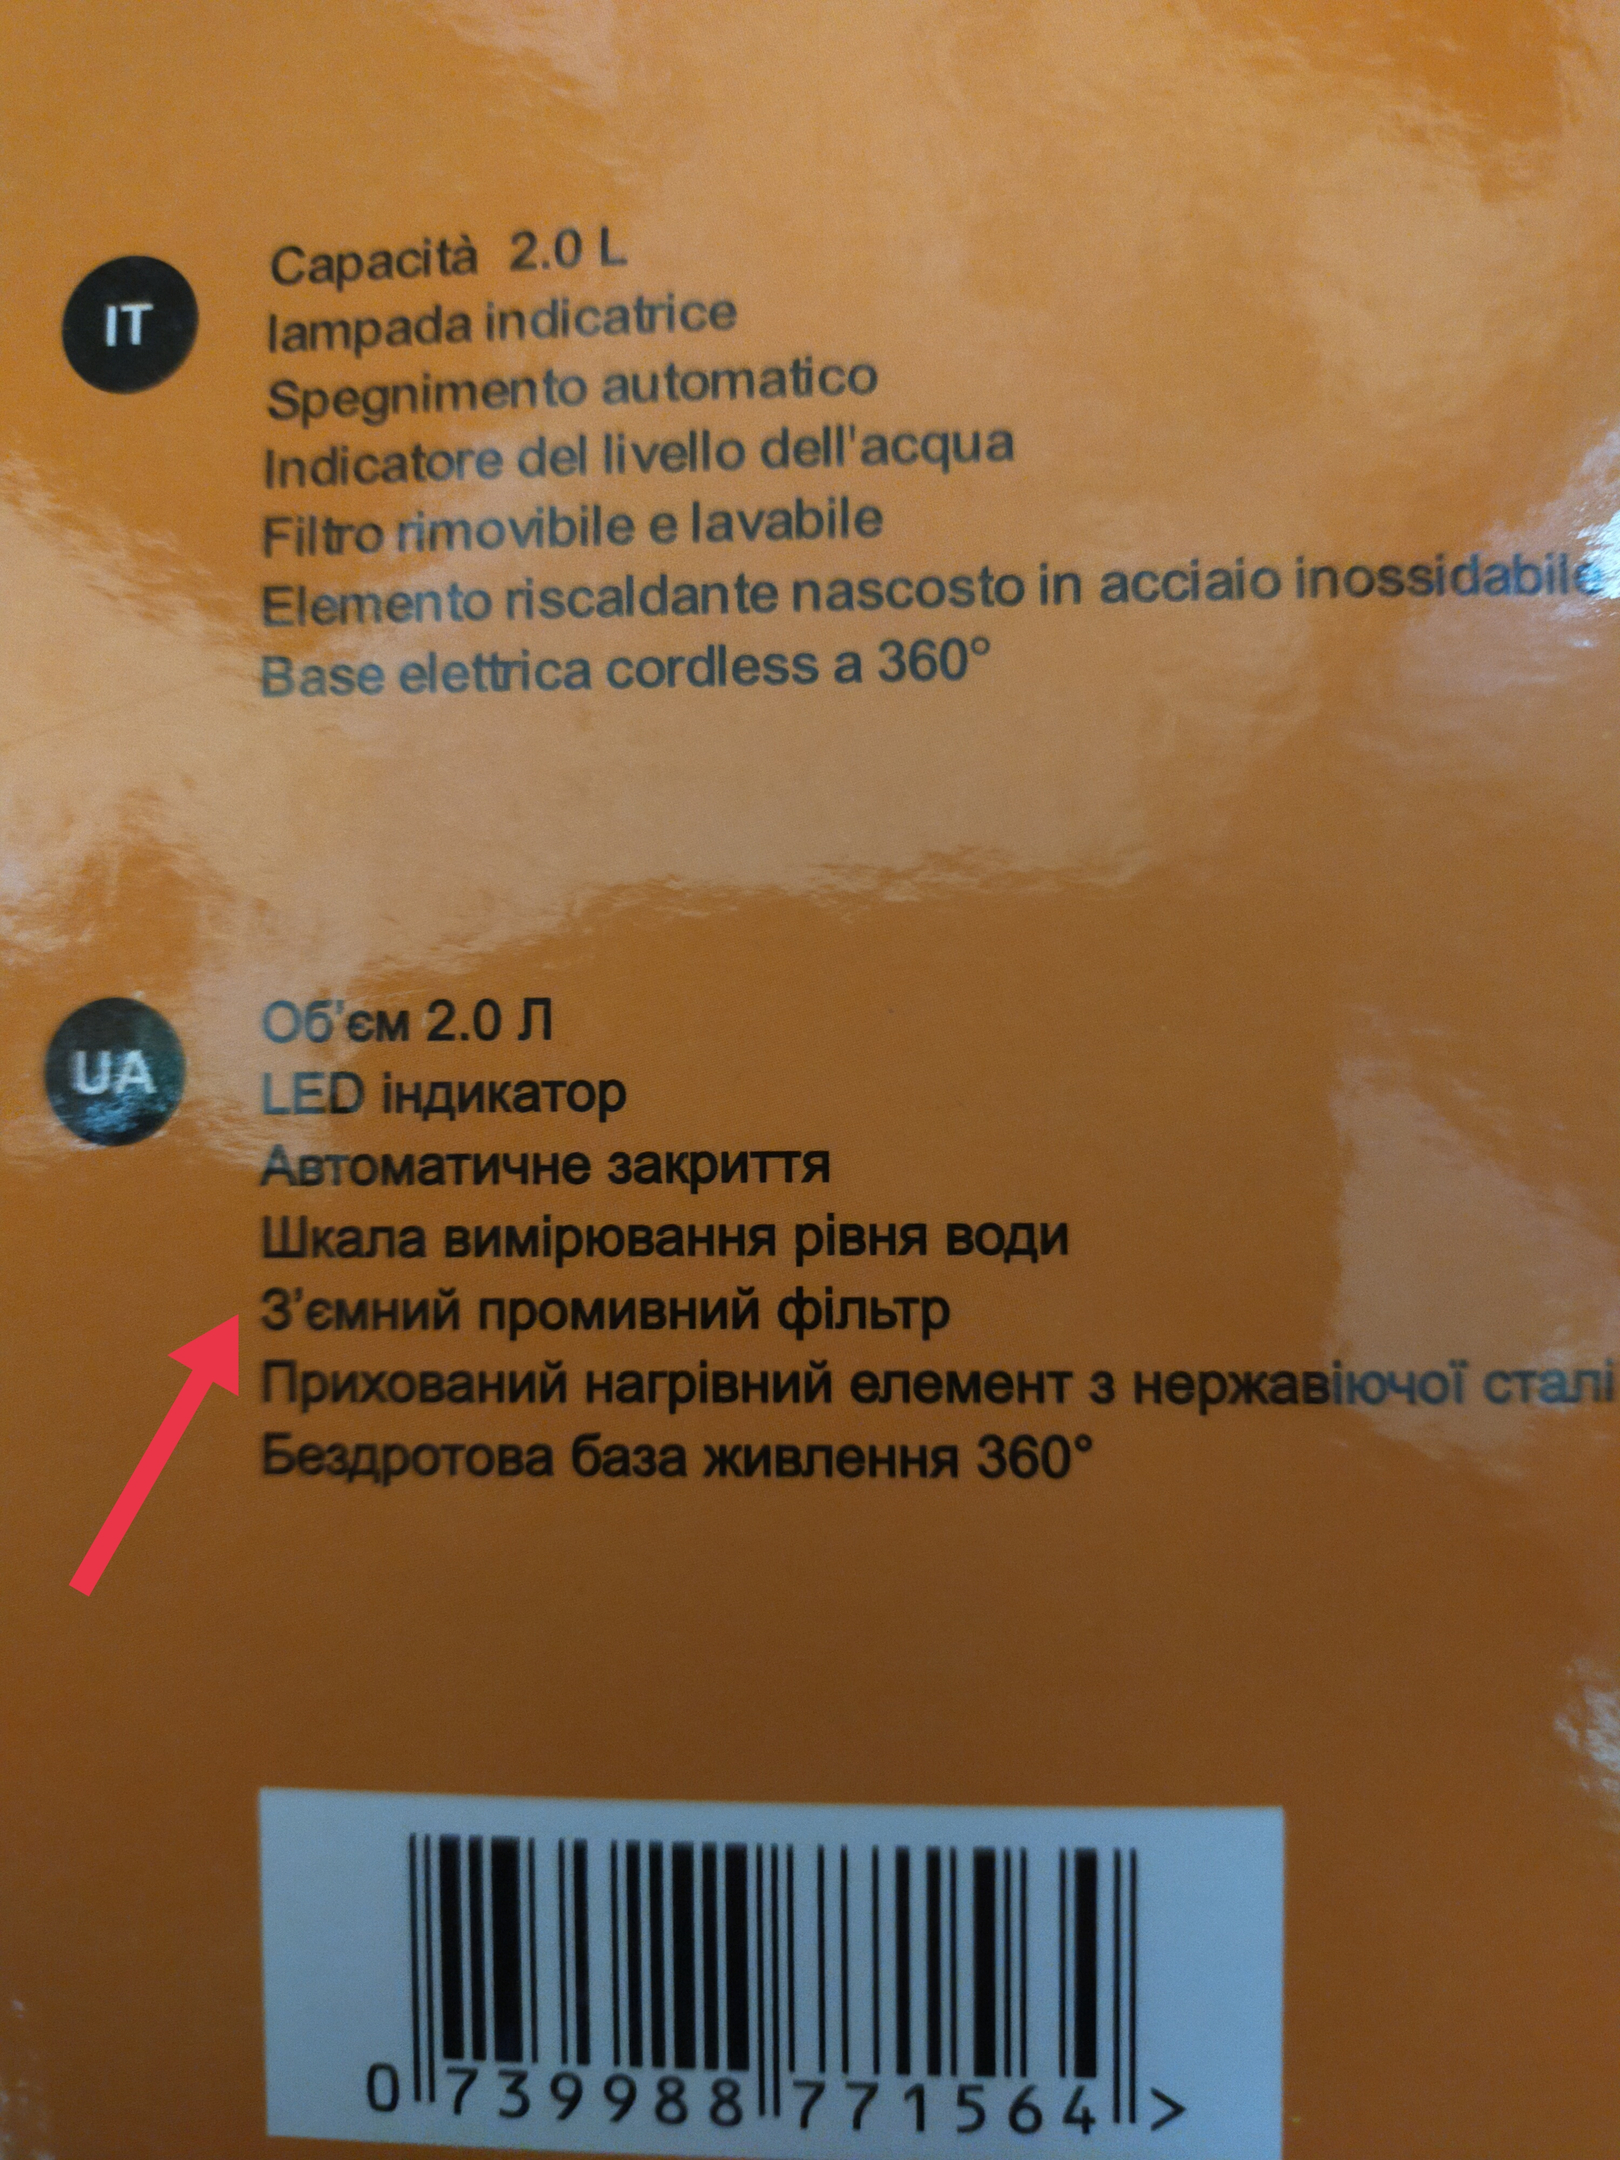 IT
Capacità 2.0 L
lampada indicatrice
Spegnimento automatico
Indicatore del livello dell'acqua
Filtro rimovibile e lavabile
Elemento riscaldante nascosto in acciaio inossidabile
Base elettrica cordless a 360°
UA
Об’єм 2.0 Л
LED індикатор
Автоматичне закриття
Шкала вимірювання рівня води
З’ємний промивний фільтр
Прихований нагрівний елемент з нержавіючої сталі
Бездротова база живлення 360°
0 739988 771564 >